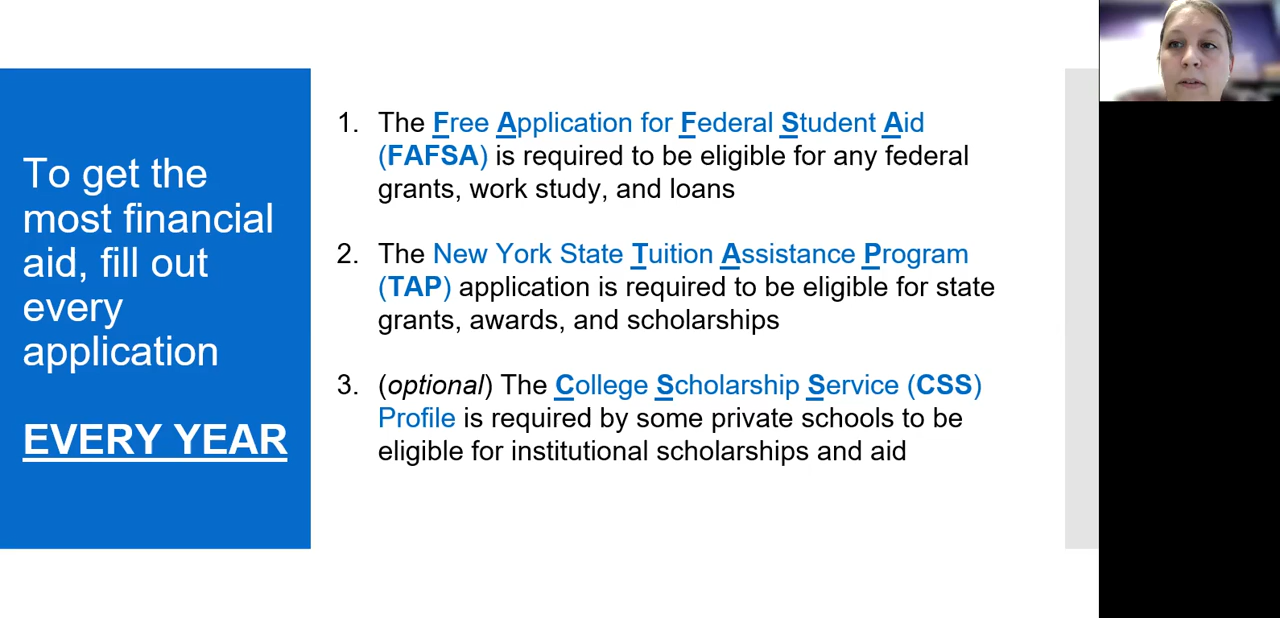 To get the
most financial
aid, fill out
every
application
EVERY YEAR
1. The Free Application for Federal Student Aid
(FAFSA) is required to be eligible for any federal
grants, work study, and loans
2. The New York State Tuition Assistance Program
(TAP) application is required to be eligible for state
grants, awards, and scholarships
3. (optional) The College Scholarship Service (CSS)
Profile is required by some private schools to be
eligible for institutional scholarships and aid